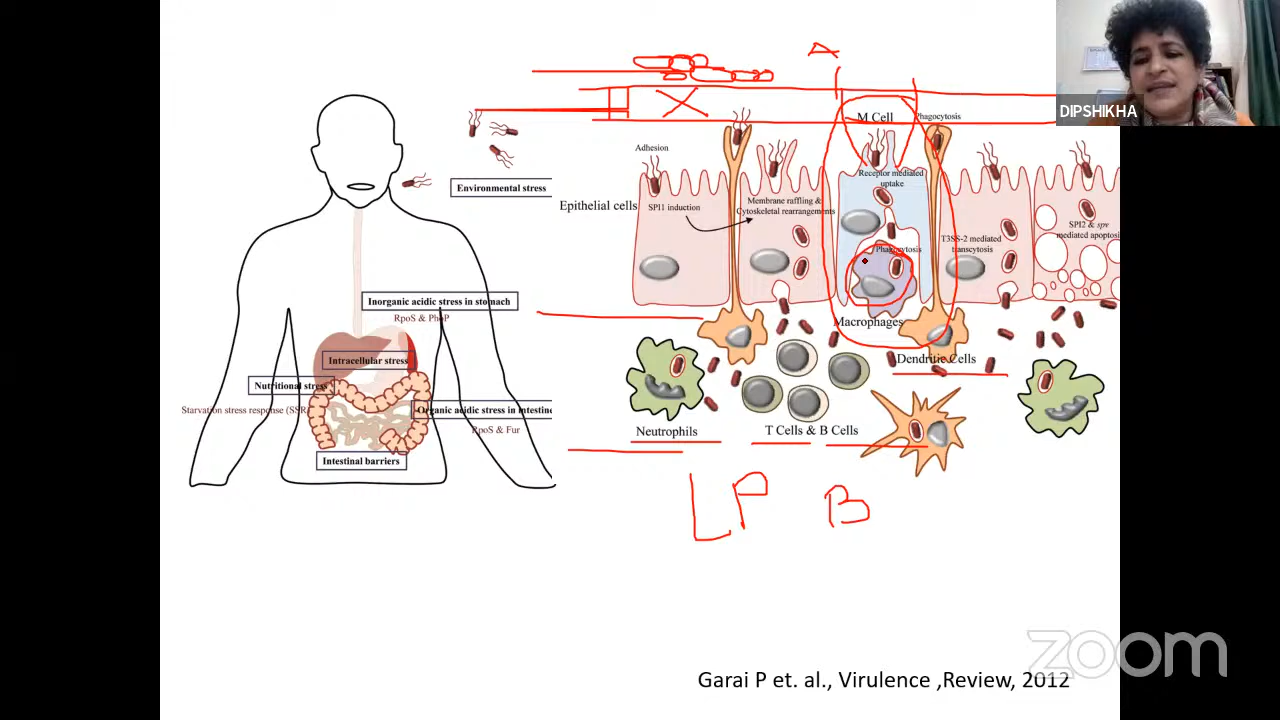 DIPSHIKHA
A
M Cell
Phagocytosis
Adhesion
Receptor mediated
uptake
Environmental stress
Epithelial cells
SPI1 induction
Membrane raffling &
Cytoskeletal rearrangements
T3SS-2 mediated
transcytosis
SPI2 & spv
mediated apoptosi
Phagocytosis
Inorganic acidic stress in stomach
RpoS & PhoP
Macrophages
Intracellular stress
Dendritic Cells
Nutritional stress
Starvation stress response (SSR
Organic acidic stress in intestine
RpoS & Fur
Neutrophils
T Cells & B Cells
Intestinal barriers
LP B
zoom
Garai P et. al., Virulence ,Review, 2012